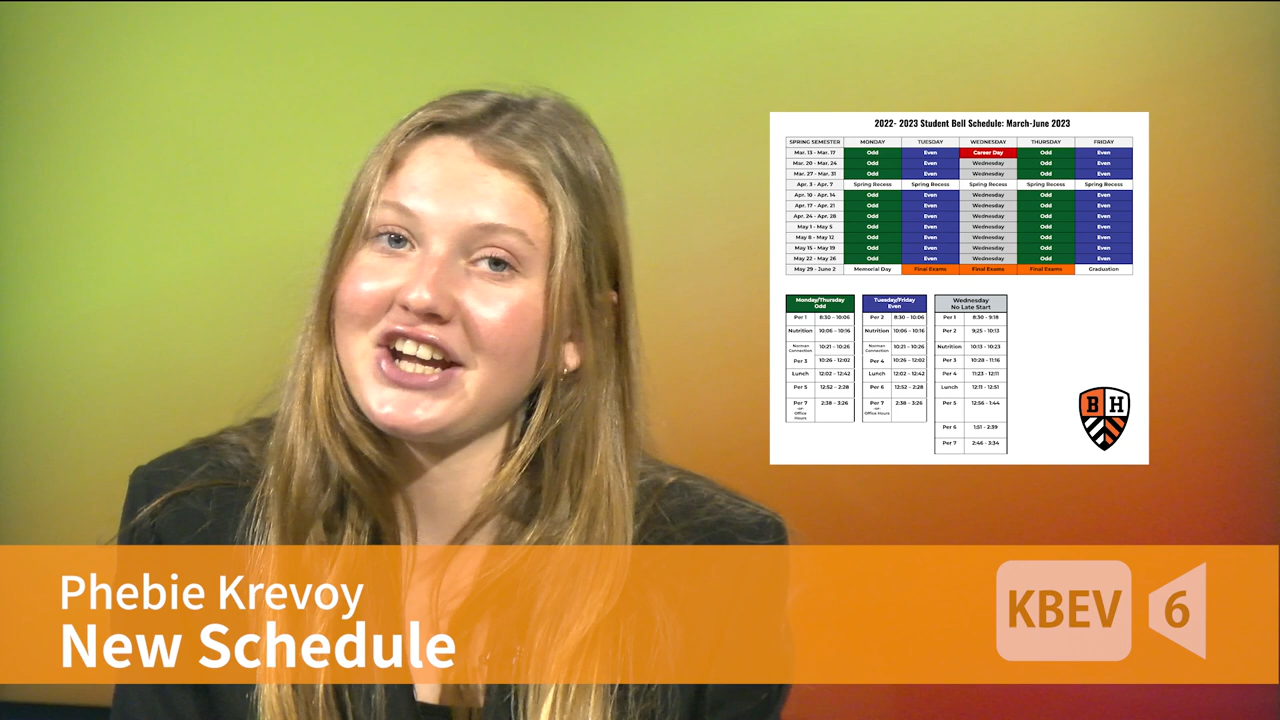 2022- 2023 Student Bell Schedule: March-June 2023
SPRING SEMESTER MONDAY TUESDAY WEDNESDAY THURSDAY FRIDAY
Mar. 13 - Mar. 17 Odd Even Career Day Odd Even
Mar. 20 - Mar. 24 Odd Even Wednesday Odd Even
Mar. 27 - Mar. 31 Odd Even Wednesday Odd Even
Apr. 3 - Apr. 7 Spring Recess Spring Recess Spring Recess Spring Recess Spring Recess
Apr. 10 - Apr. 14 Odd Even Wednesday Odd Even
Apr. 17 - Apr. 21 Odd Even Wednesday Odd Even
Apr. 24 - Apr. 28 Odd Even Wednesday Odd Even
May 1 - May 5 Odd Even Wednesday Odd Even
May 8 - May 12 Odd Even Wednesday Odd Even
May 15 - May 19 Odd Even Wednesday Odd Even
May 22 - May 26 Odd Even Wednesday Odd Even
May 29 - June 2 Memorial Day Final Exams Final Exams Final Exams Graduation
Monday/Thursday
Odd
Per 1 8:30 - 10:06
Nutrition 10:06 - 10:16
Norman
Connection 10:21 - 10:26
Per 3 10:26 - 12:02
Lunch 12:02 - 12:42
Per 5 12:52 - 2:28
Per 7 2:38 - 3:26
-or-
Office
Hours
Tuesday/Friday
Even
Per 2 8:30 - 10:06
Nutrition 10:06 - 10:16
Norman
Connection 10:21 - 10:26
Per 4 10:26 - 12:02
Lunch 12:02 - 12:42
Per 6 12:52 - 2:28
Per 7 2:38 - 3:26
-or-
Office Hours
Wednesday
No Late Start
Per 1 8:30 - 9:18
Per 2 9;25 - 10:13
Nutrition 10:13 - 10:23
Per 3 10:28 - 11:16
Per 4 11:23 - 12:11
Lunch 12:11 - 12:51
Per 5 12:56 - 1:44
Per 6 1:51 - 2:39
Per 7 2:46 - 3:34
B H
Phebie Krevoy
New Schedule
KBEV 6